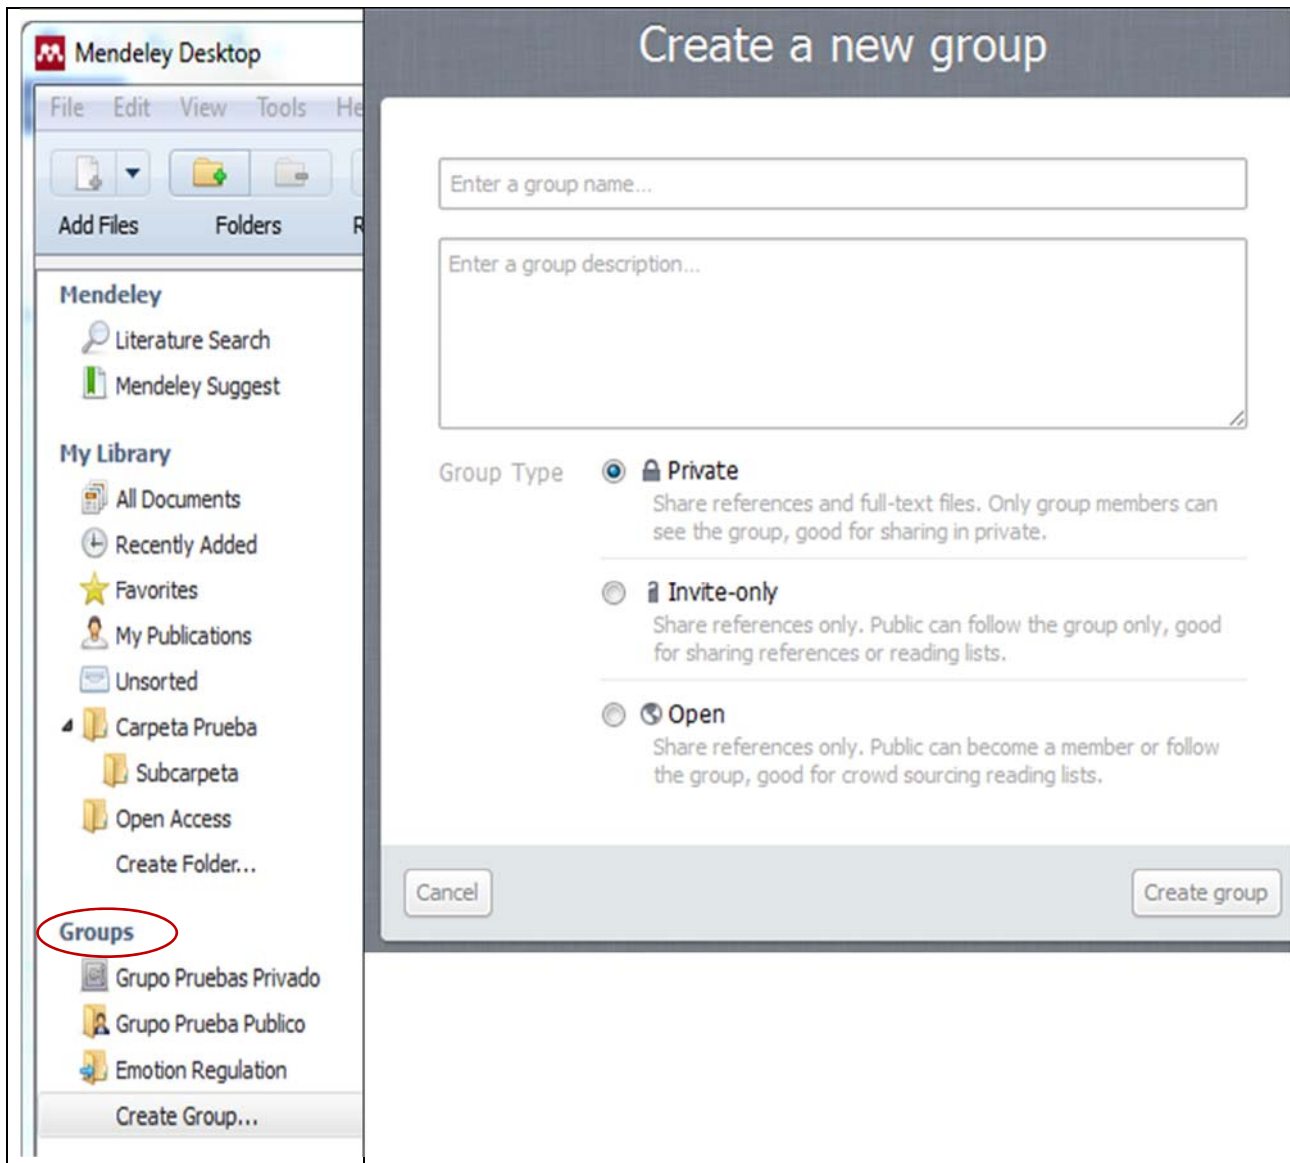 Mendeley Desktop
File Edit View Tools He
Add Files Folders R
Mendeley
Literature Search
Mendeley Suggest
My Library
All Documents
Recently Added
Favorites
My Publications
Unsorted
Carpeta Prueba
Subcarpeta
Open Access
Create Folder...
Groups
Grupo Pruebas Privado
Grupo Prueba Publico
Emotion Regulation
Create Group...
Create a new group
Enter a group name...
Enter a group description...
Group Type
Private
Share references and full-text files. Only group members can
see the group, good for sharing in private.
Invite-only
Share references only. Public can follow the group only, good
for sharing references or reading lists.
Open
Share references only. Public can become a member or follow
the group, good for crowd sourcing reading lists.
Cancel
Create group